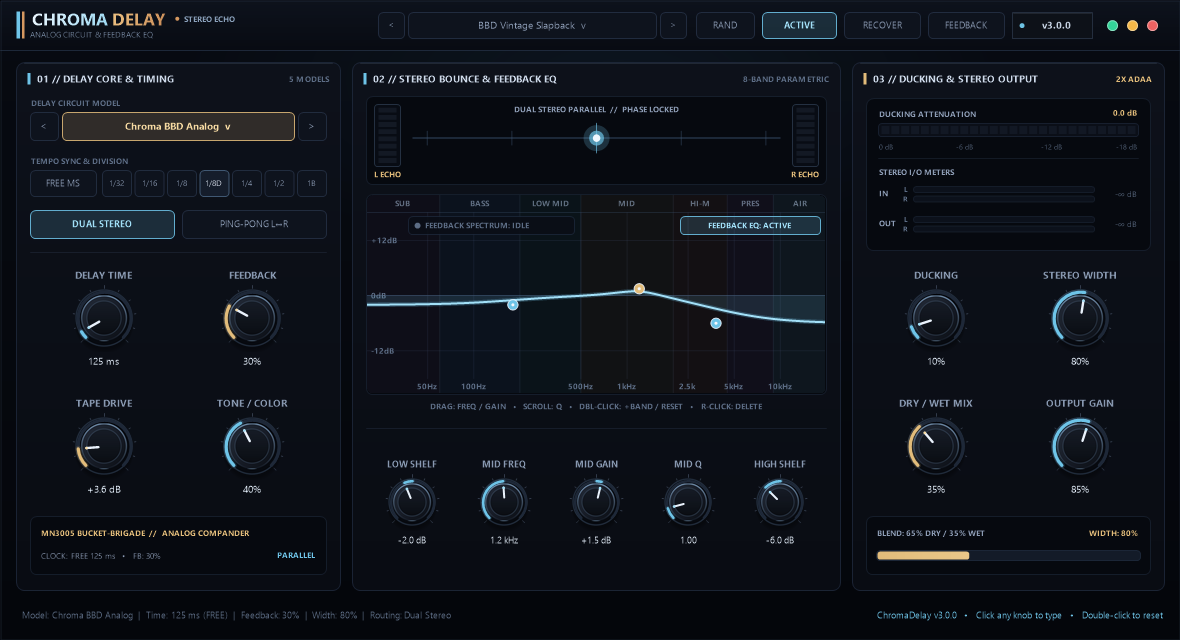 CHROMA DELAY • STEREO ECHO
ANALOG CIRCUIT & FEEDBACK EQ
< BBD Vintage Slapback v > RAND ACTIVE RECOVER FEEDBACK • v3.0.0
01 // DELAY CORE & TIMING 5 MODELS
DELAY CIRCUIT MODEL
< Chroma BBD Analog v >
TEMPO SYNC & DIVISION
FREE MS 1/32 1/16 1/8 1/8D 1/4 1/2 1B
DUAL STEREO PING-PONG L↔R
DELAY TIME FEEDBACK
125 ms 30%
TAPE DRIVE TONE / COLOR
+3.6 dB 40%
MN3005 BUCKET-BRIGADE // ANALOG COMPANDER
CLOCK: FREE 125 ms • FB: 30% PARALLEL
02 // STEREO BOUNCE & FEEDBACK EQ 8-BAND PARAMETRIC
DUAL STEREO PARALLEL // PHASE LOCKED
L ECHO R ECHO
SUB BASS LOW MID MID HI-M PRES AIR
FEEDBACK SPECTRUM: IDLE FEEDBACK EQ: ACTIVE
+12dB
0dB
-12dB
50Hz 100Hz 500Hz 1kHz 2.5k 5kHz 10kHz
DRAG: FREQ / GAIN • SCROLL: Q • DBL-CLICK: +BAND / RESET • R-CLICK: DELETE
LOW SHELF MID FREQ MID GAIN MID Q HIGH SHELF
-2.0 dB 1.2 kHz +1.5 dB 1.00 -6.0 dB
03 // DUCKING & STEREO OUTPUT 2X ADAA
DUCKING ATTENUATION 0.0 dB
0 dB -6 dB -12 dB -18 dB
STEREO I/O METERS
IN L R -∞ dB
OUT L R -∞ dB
DUCKING STEREO WIDTH
10% 80%
DRY / WET MIX OUTPUT GAIN
35% 85%
BLEND: 65% DRY / 35% WET WIDTH: 80%
Model: Chroma BBD Analog | Time: 125 ms (FREE) | Feedback: 30% | Width: 80% | Routing: Dual Stereo
ChromaDelay v3.0.0 • Click any knob to type • Double-click to reset